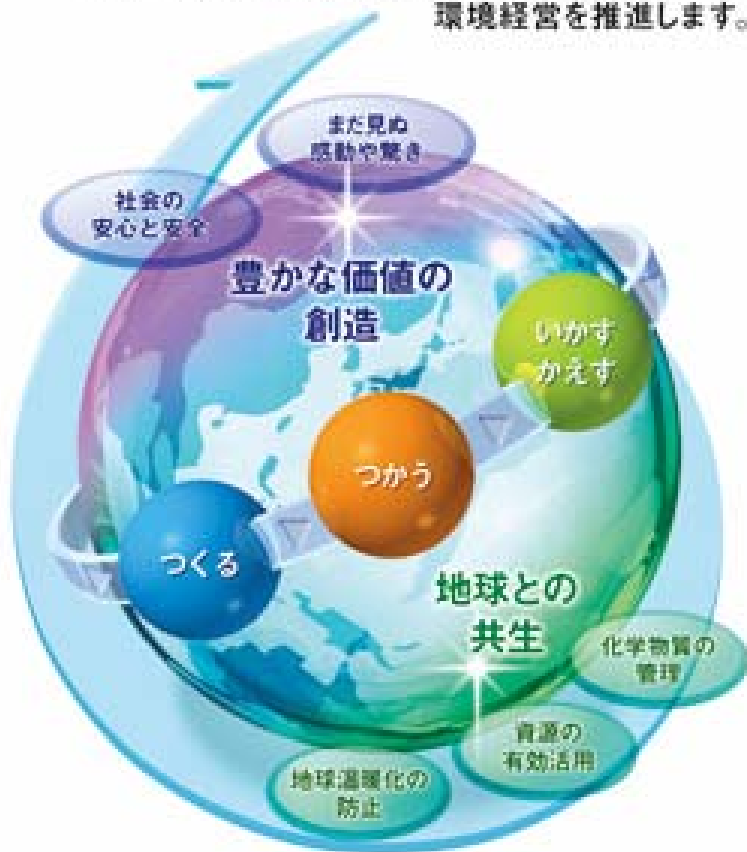 環境経営を推進します。
まだ見ぬ
感動や驚き
社会の
安心と安全
豊かな価値の
創造
いかす
かえす
つかう
つくる
地球との
共生
化学物質の
管理
資源の
有効活用
地球温暖化の
防止